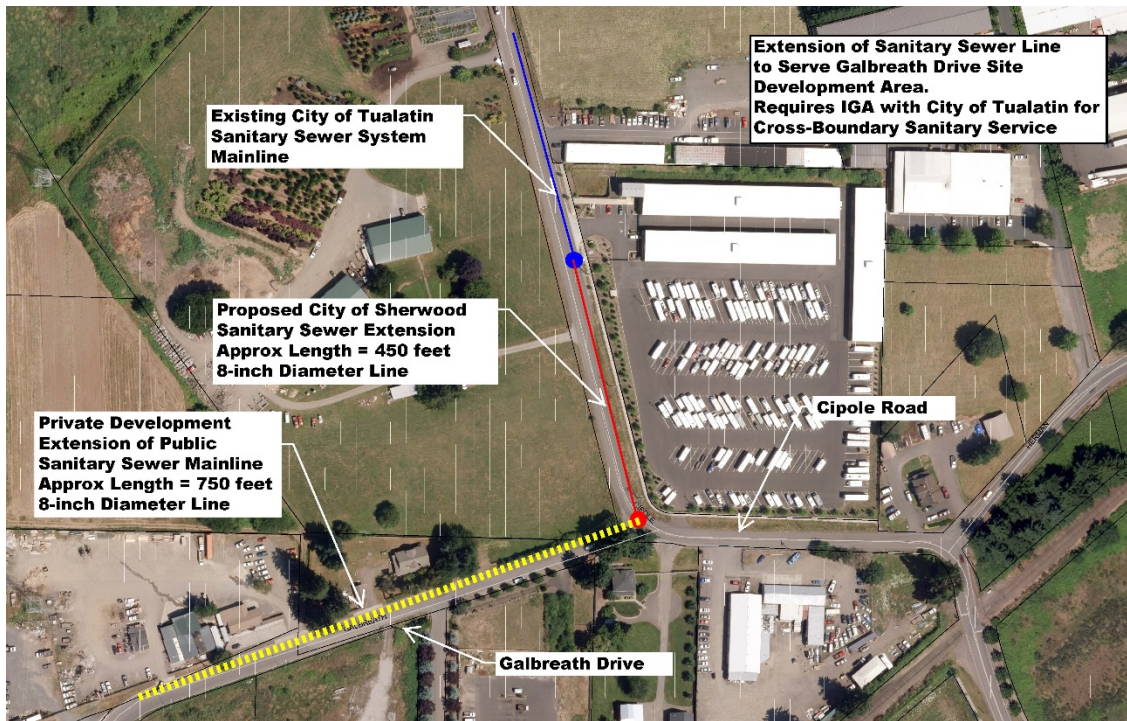 Extension of Sanitary Sewer Line
to Serve Galbreath Drive Site
Development Area.
Requires IGA with City of Tualatin for
Cross-Boundary Sanitary Service
Existing City of Tualatin
Sanitary Sewer System
Mainline
Proposed City of Sherwood
Sanitary Sewer Extension
Approx Length = 450 feet
8-inch Diameter Line
Cipole Road
HERMAN
Private Development
Extension of Public
Sanitary Sewer Mainline
Approx Length = 750 feet
8-inch Diameter Line
GALBREATH
Galbreath Drive